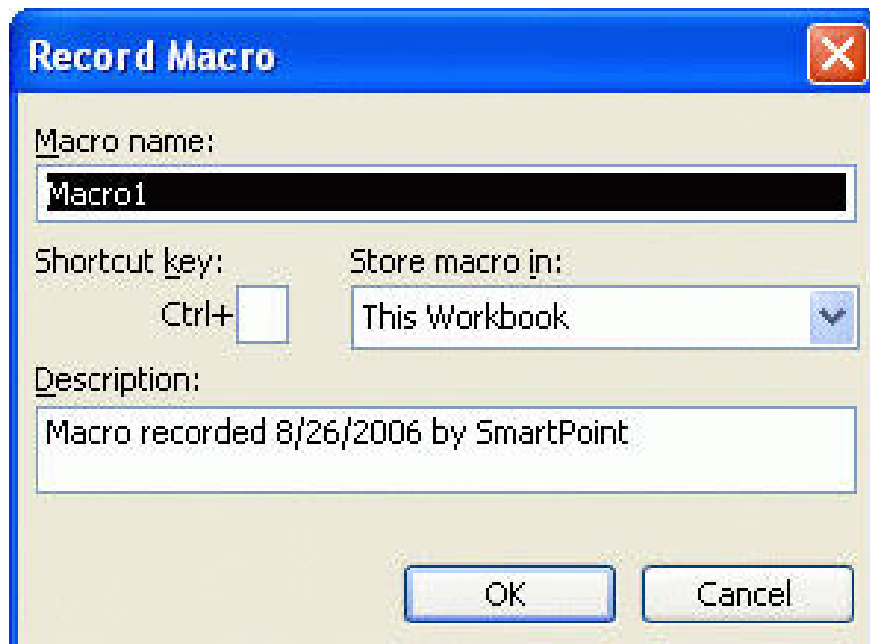 Record Macro
Macro name:
Macro1
Shortcut key:
Store macro in:
Ctrl+
This Workbook
Description:
Macro recorded 8/26/2006 by SmartPoint
OK
Cancel